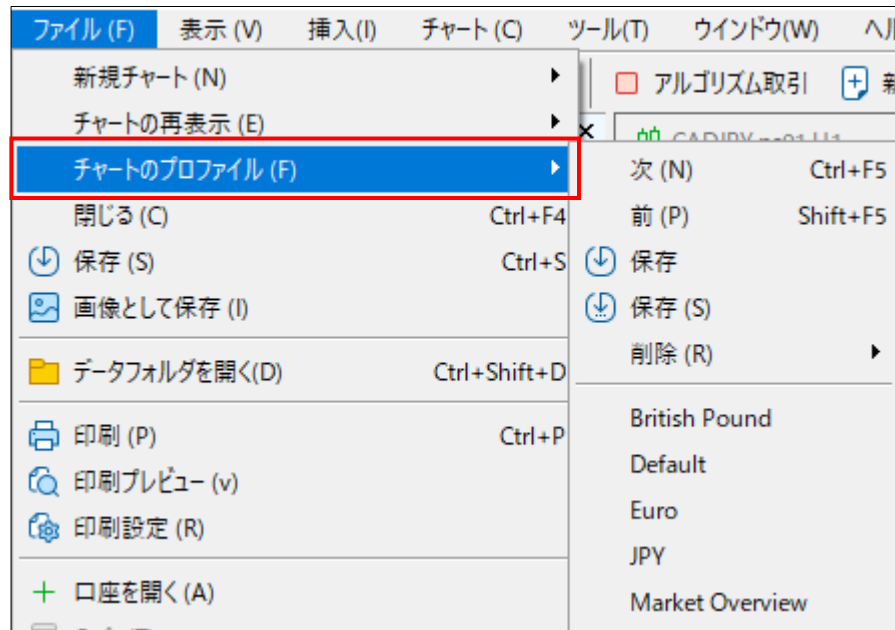 ファイル (F) 表示 (V) 挿入(I) チャート (C) ツール(T) ウインドウ(W)
新規チャート (N)
アルゴリズム取引
チャートの再表示 (E)
チャートのプロファイル (F)
次 (N) Ctrl+F5
閉じる (C) Ctrl+F4
前 (P) Shift+F5
保存 (S) Ctrl+S
保存
画像として保存 (I)
保存 (S)
削除 (R)
データフォルダを開く(D) Ctrl+Shift+D
British Pound
印刷 (P) Ctrl+P
Default
印刷プレビュー (v)
Euro
印刷設定 (R)
JPY
口座を開く (A)
Market Overview